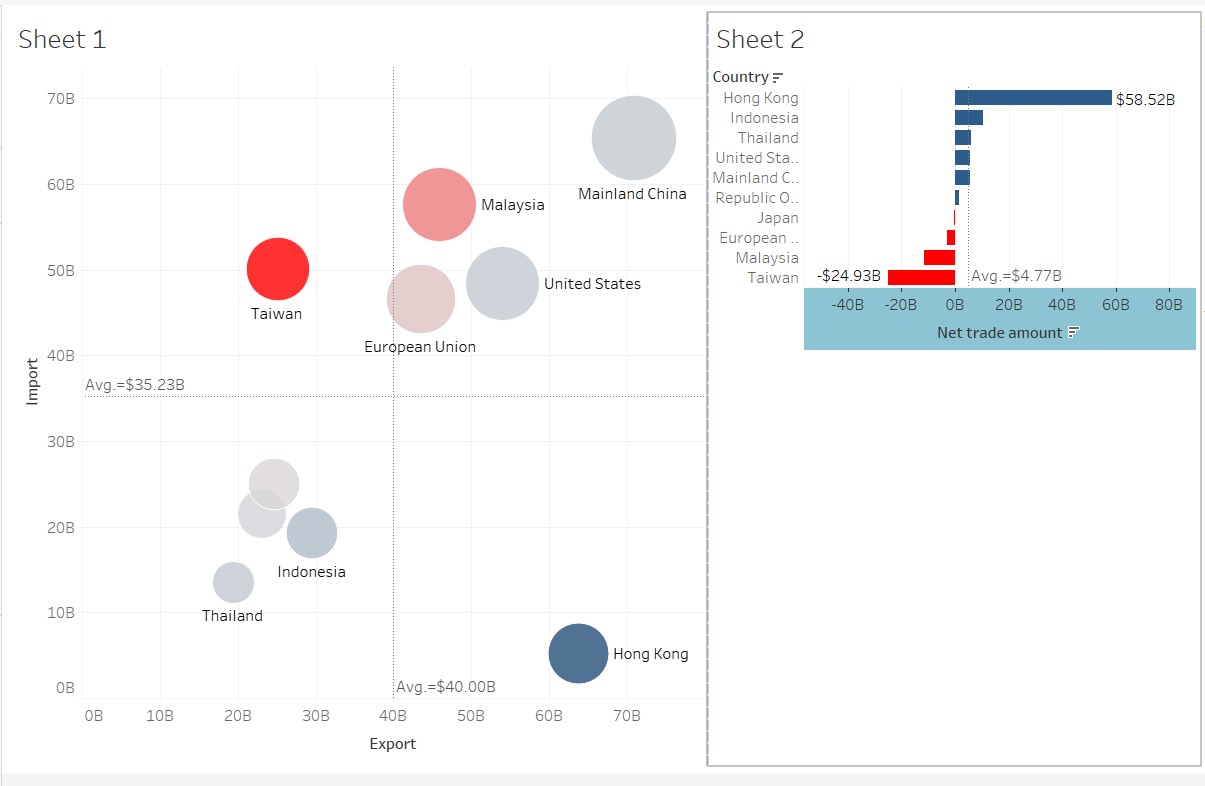 Sheet 1
70B
60B
50B
40B
30B
20B
10B
0B
Import
Mainland China
Malaysia
United States
Taiwan
European Union
Avg.=$35.23B
Indonesia
Thailand
Hong Kong
Avg.=$40.00B
0B 10B 20B 30B 40B 50B 60B 70B
Export
Sheet 2
Country
Hong Kong $58.52B
Indonesia
Thailand
United Sta..
Mainland C..
Republic O..
Japan
European ..
Malaysia
Taiwan -$24.93B Avg.=$4.77B
-40B -20B 0B 20B 40B 60B 80B
Net trade amount